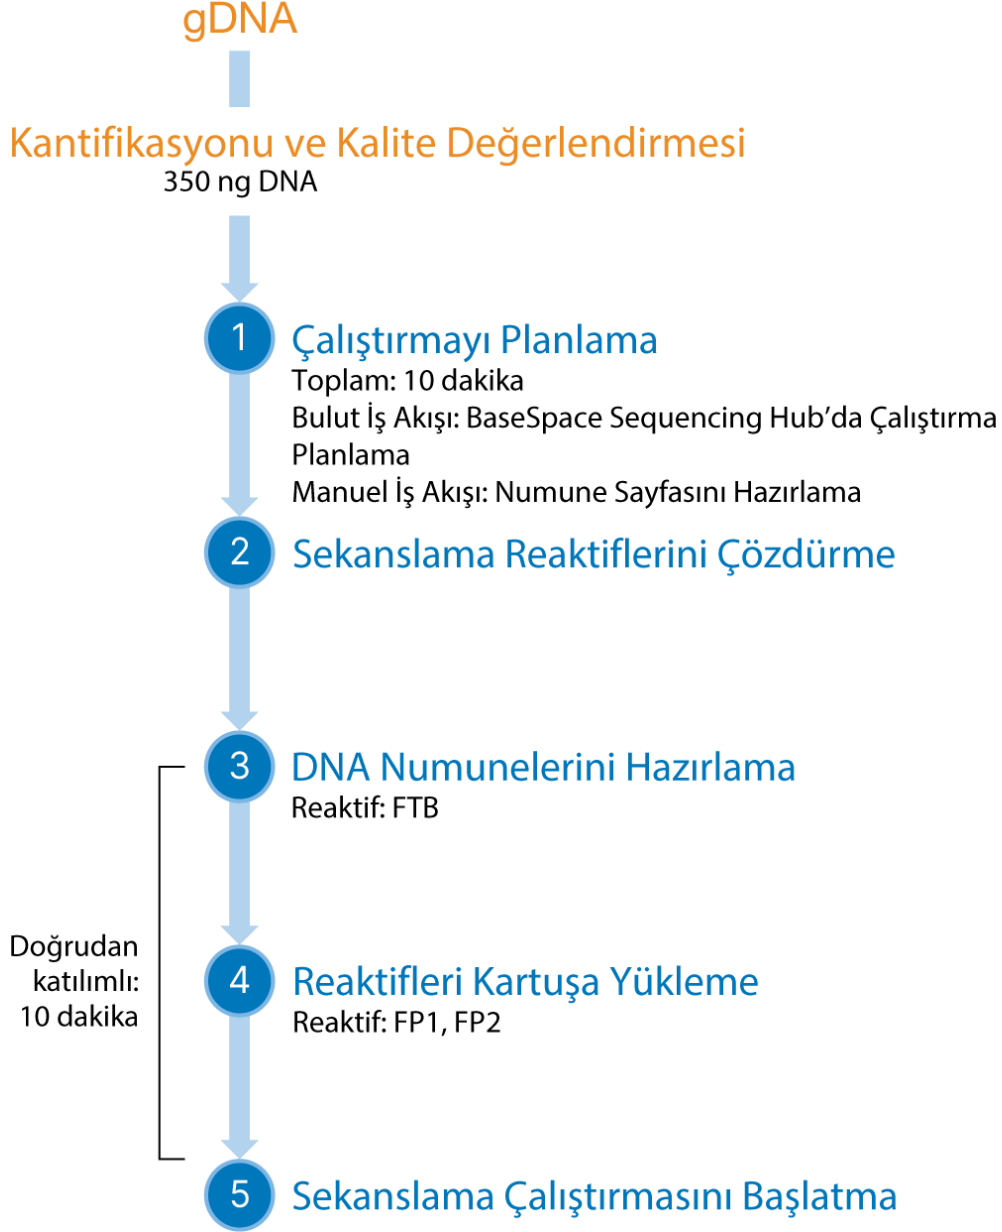 gDNA
Kantifikasyonu ve Kalite Değerlendirmesi
350 ng DNA
1
Çalıştırmayı Planlama
Toplam: 10 dakika
Bulut İş Akışı: BaseSpace Sequencing Hub’da Çalıştırma
Planlama
Manuel İş Akışı: Numune Sayfasını Hazırlama
2
Sekanslama Reaktiflerini Çözdürme
3
DNA Numunelerini Hazırlama
Reaktif: FTB
Doğrudan
katılımlı:
10 dakika
4
Reaktifleri Kartuşa Yükleme
Reaktif: FP1, FP2
5
Sekanslama Çalıştırmasını Başlatma